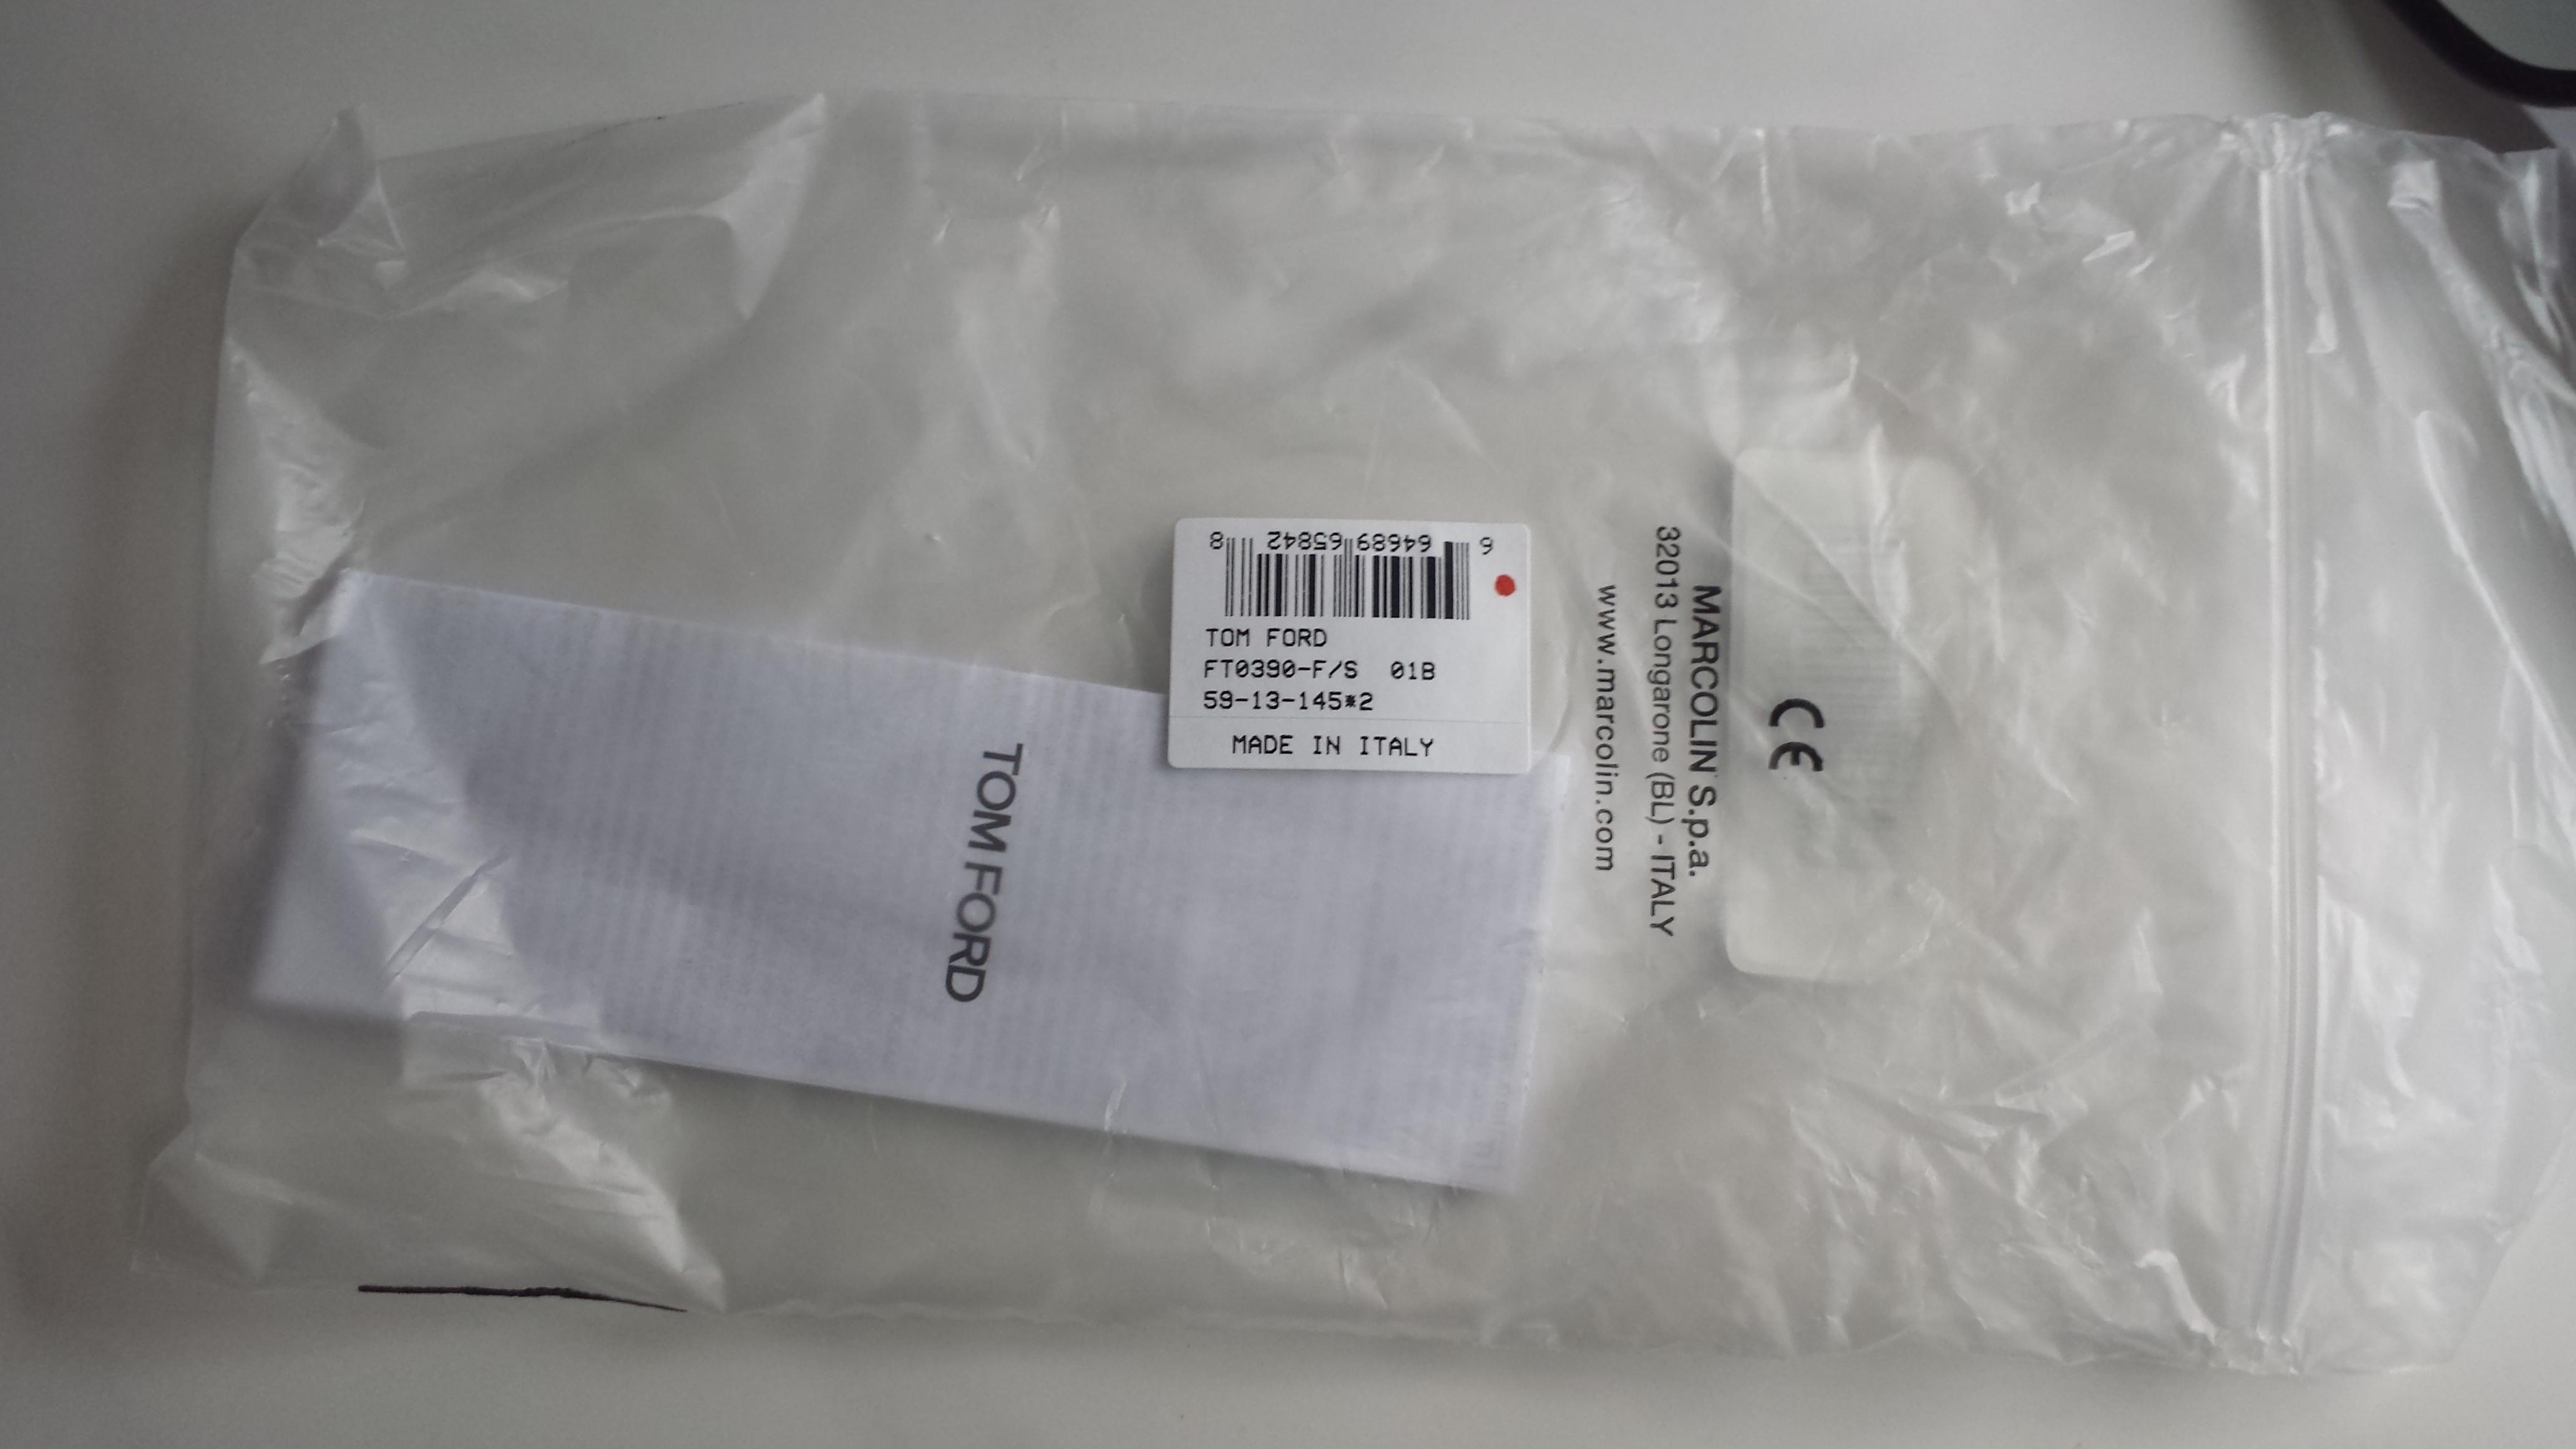 6 64689 65842 8
TOM FORD
FT0390-F/S 01B
59-13-145*2
MADE IN ITALY
TOM FORD
CE
MARCOLIN S.p.a.
32013 Longarone (BL) - ITALY
www.marcolin.com